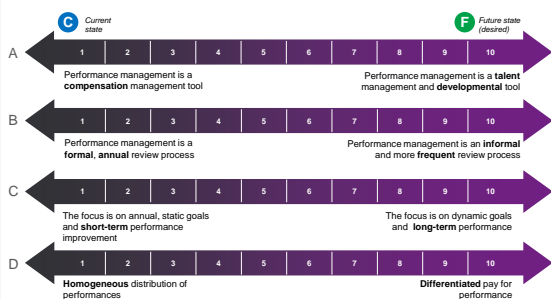 C Current state F Future state (desired)
A 1 2 3 4 5 6 7 8 9 10
Performance management is a compensation management tool
Performance management is a talent management and developmental tool
B 1 2 3 4 5 6 7 8 9 10
Performance management is a formal, annual review process
Performance management is an informal and more frequent review process
C 1 2 3 4 5 6 7 8 9 10
The focus is on annual, static goals and short-term performance improvement
The focus is on dynamic goals and long-term performance
D 1 2 3 4 5 6 7 8 9 10
Homogeneous distribution of performances
Differentiated pay for performance